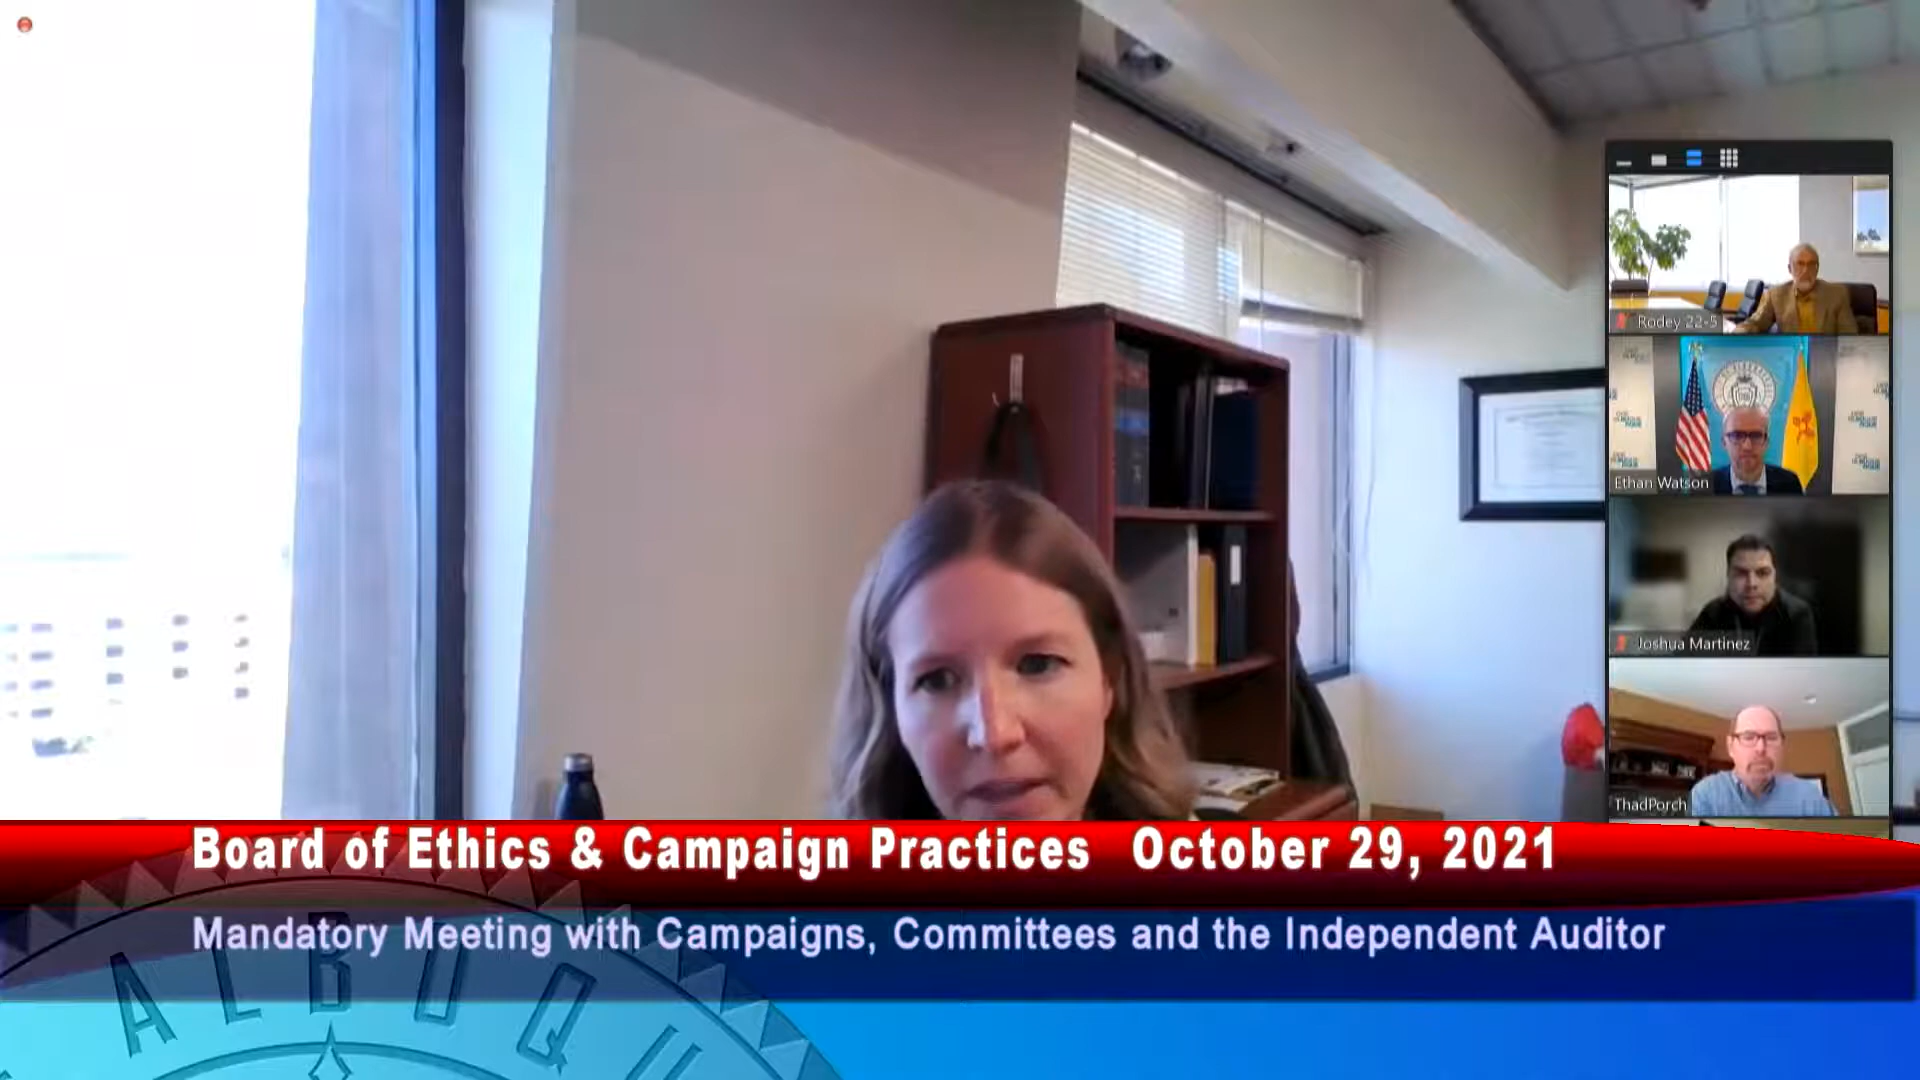 Rodey 22-5
Ethan Watson
Joshua Martinez
ThadPorch
Board of Ethics & Campaign Practices October 29, 2021
Mandatory Meeting with Campaigns, Committees and the Independent Auditor
ALBUQU